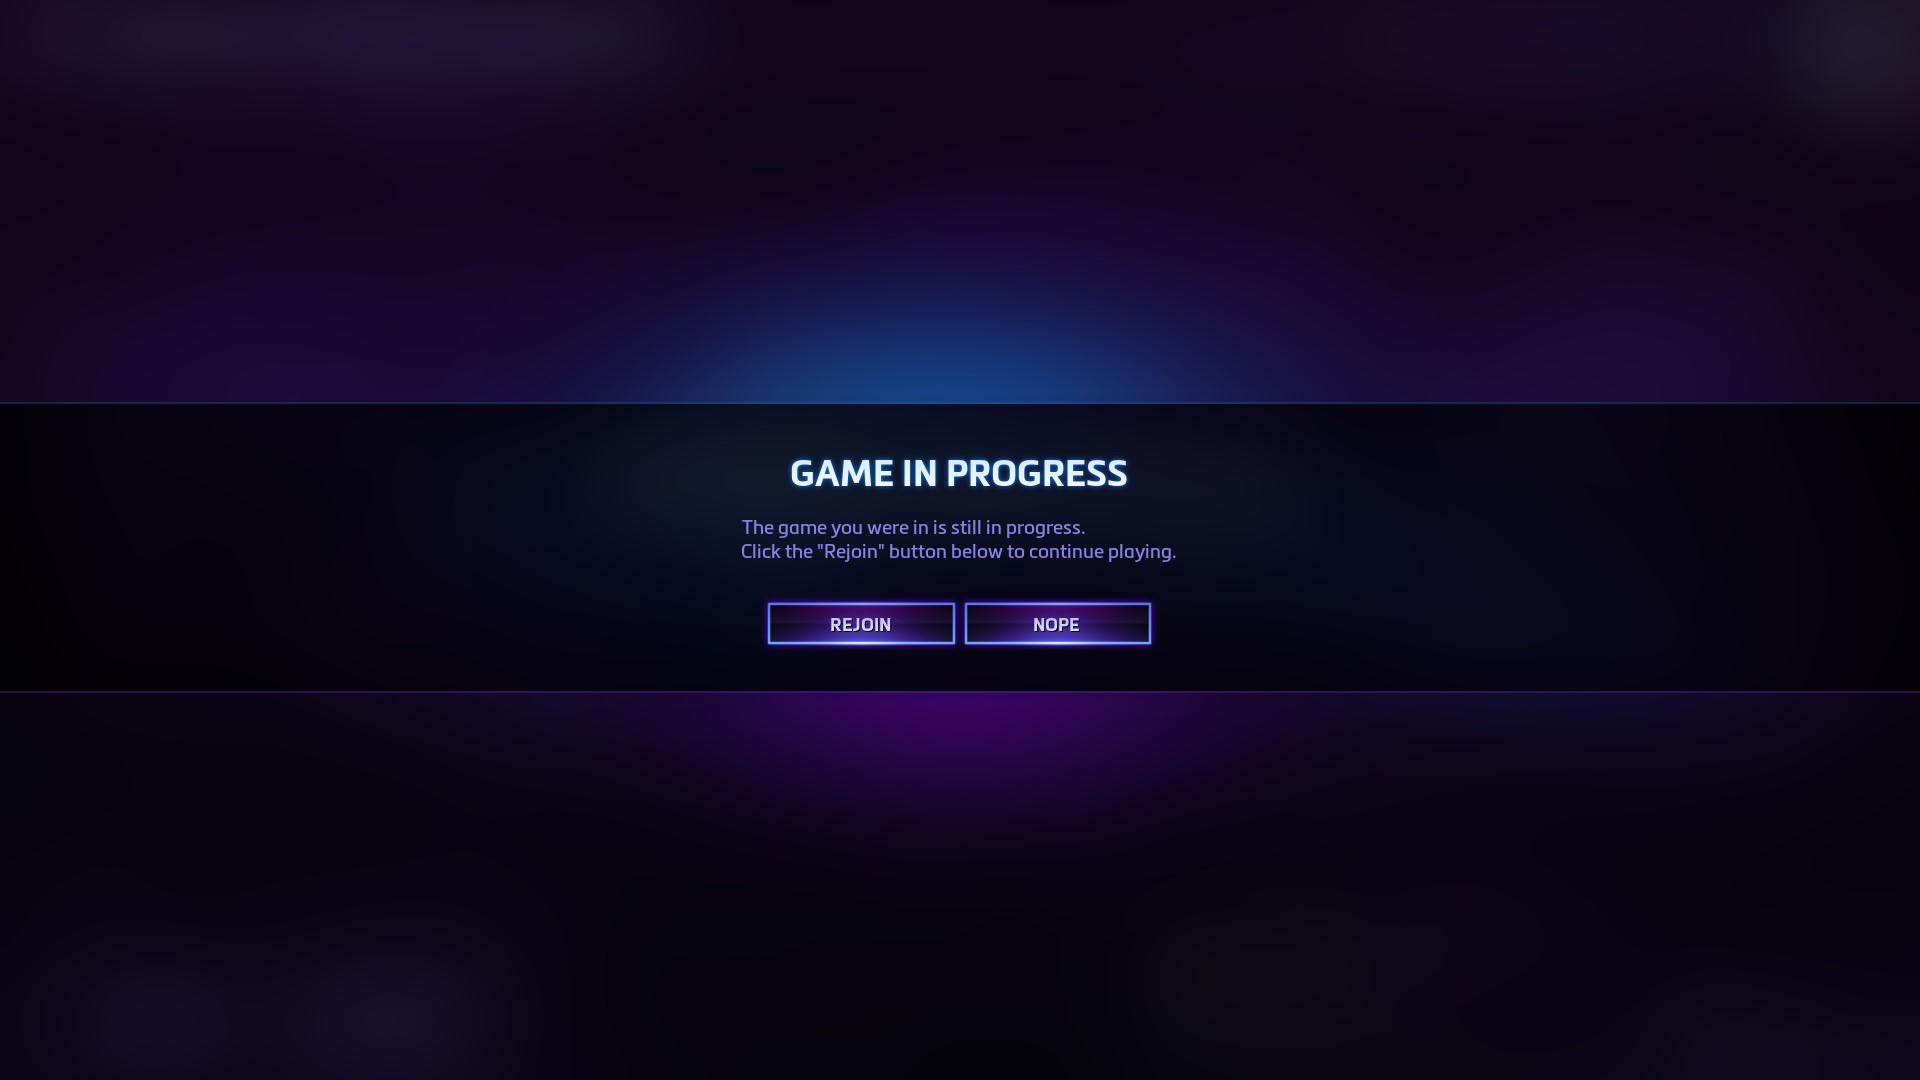 GAME IN PROGRESS
The game you were in is still in progress.
Click the "Rejoin" button below to continue playing.
REJOIN
NOPE